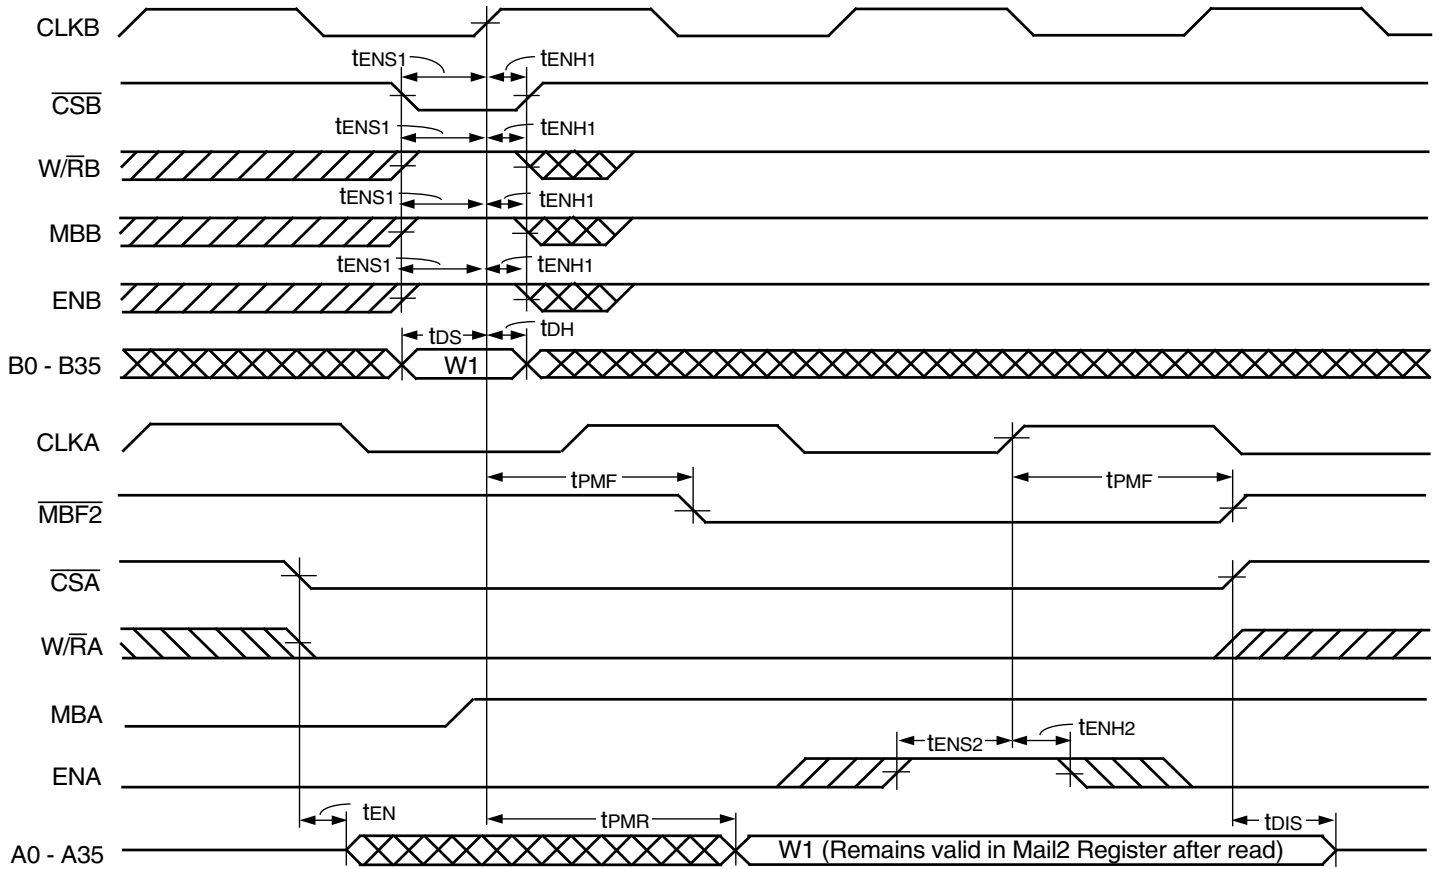 CLKB
tENS1 tENH1
CSB
tENS1 tENH1
W/RB
tENS1 tENH1
MBB
tENS1 tENH1
ENB
tDS tDH
B0 - B35 W1
CLKA
tPMF tPMF
MBF2
CSA
W/RA
MBA
tENS2 tENH2
ENA
tEN tPMR tDIS
A0 - A35 W1 (Remains valid in Mail2 Register after read)